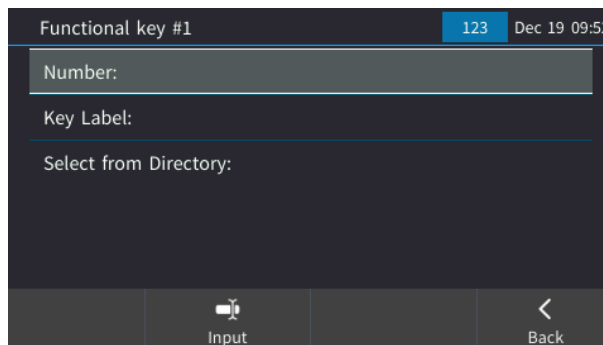 Functional key #1 123 Dec 19 09:5
Number:
Key Label:
Select from Directory:
Input Back